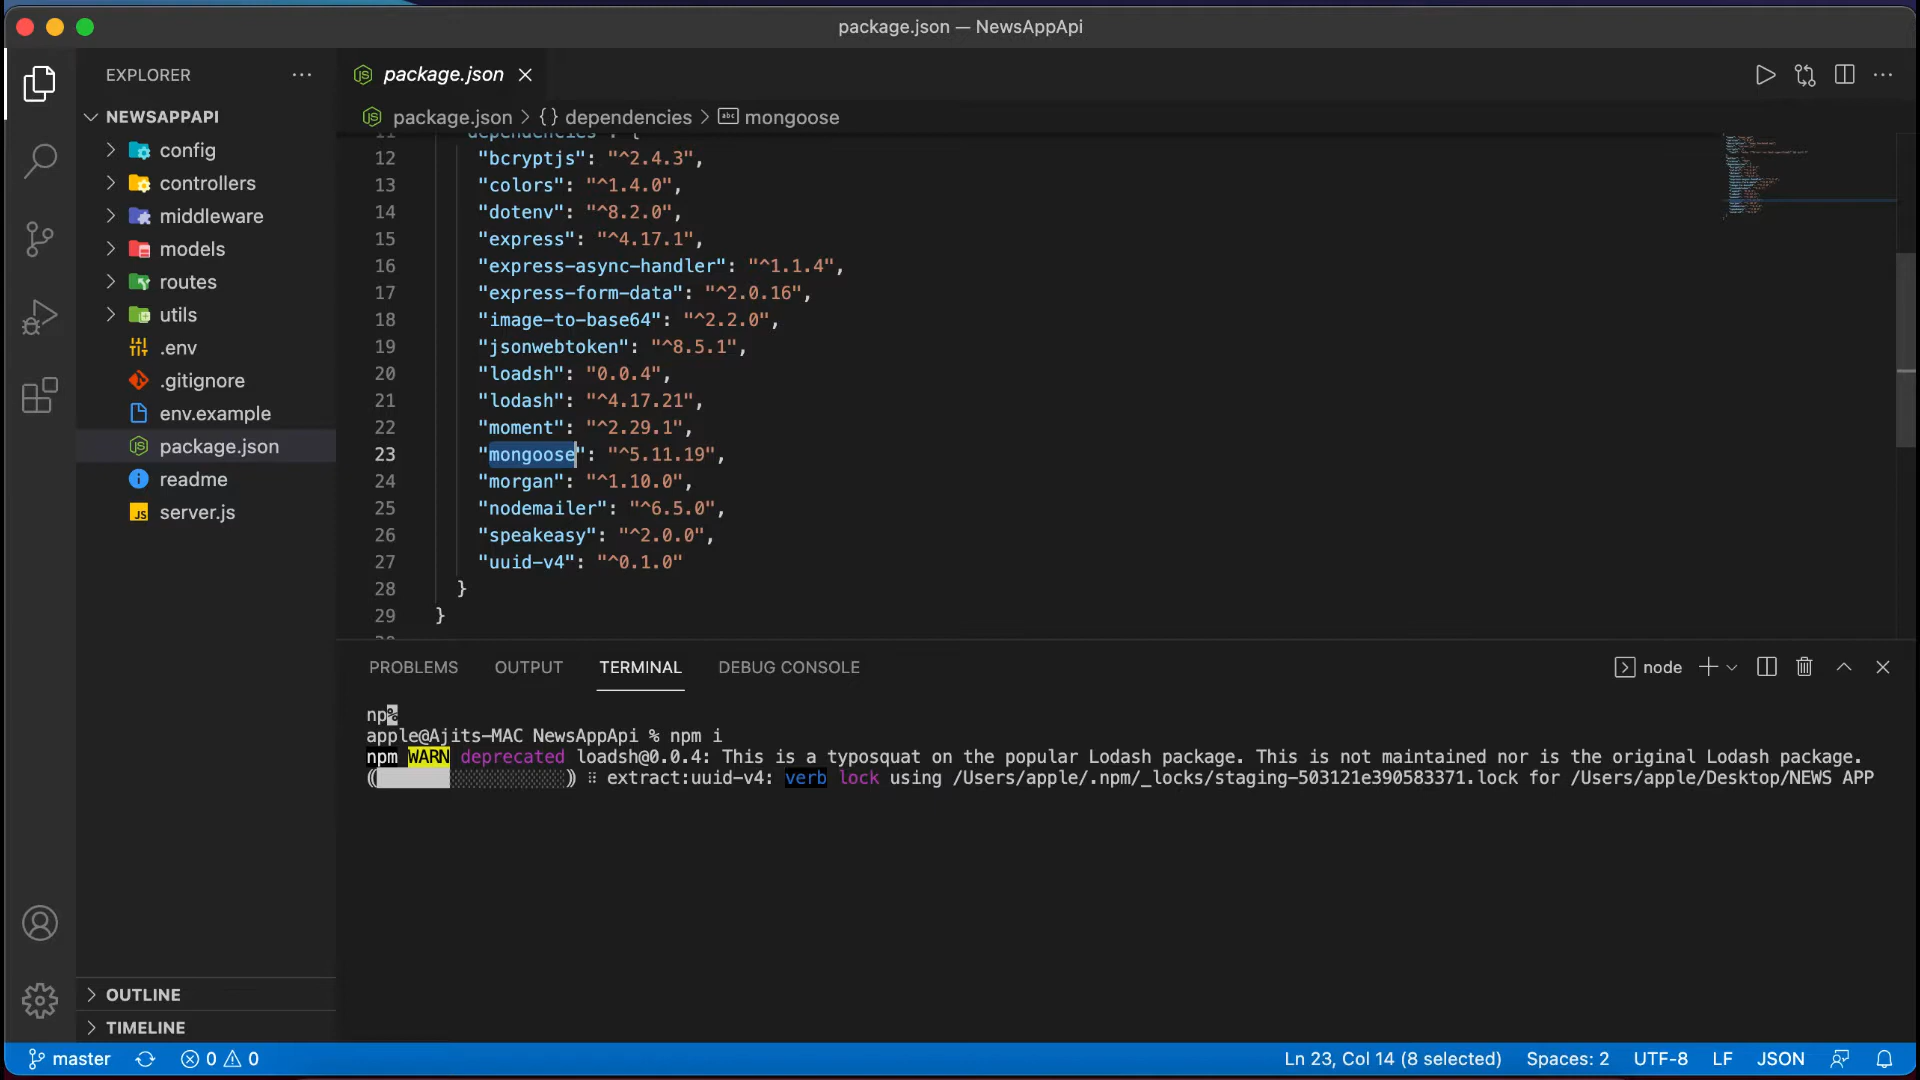 package.json — NewsAppApi
EXPLORER
package.json
NEWSAPPAPI
package.json > {} dependencies > abc mongoose
config
controllers
middleware
models
routes
utils
.env
.gitignore
env.example
package.json
readme
JS server.js
11 "dependencies": {
12 "bcryptjs": "^2.4.3",
13 "colors": "^1.4.0",
14 "dotenv": "^8.2.0",
15 "express": "^4.17.1",
16 "express-async-handler": "^1.1.4",
17 "express-form-data": "^2.0.16",
18 "image-to-base64": "^2.2.0",
19 "jsonwebtoken": "^8.5.1",
20 "loadsh": "0.0.4",
21 "lodash": "^4.17.21",
22 "moment": "^2.29.1",
23 "mongoose": "^5.11.19",
24 "morgan": "^1.10.0",
25 "nodemailer": "^6.5.0",
26 "speakeasy": "^2.0.0",
27 "uuid-v4": "^0.1.0"
28 }
29 }
PROBLEMS OUTPUT TERMINAL DEBUG CONSOLE
node
np%
apple@Ajits-MAC NewsAppApi % npm i
npm WARN deprecated loadsh@0.0.4: This is a typosquat on the popular Lodash package. This is not maintained nor is the original Lodash package.
extract:uuid-v4: verb lock using /Users/apple/.npm/_locks/staging-503121e390583371.lock for /Users/apple/Desktop/NEWS APP
OUTLINE
TIMELINE
master 0 0 Ln 23, Col 14 (8 selected) Spaces: 2 UTF-8 LF JSON